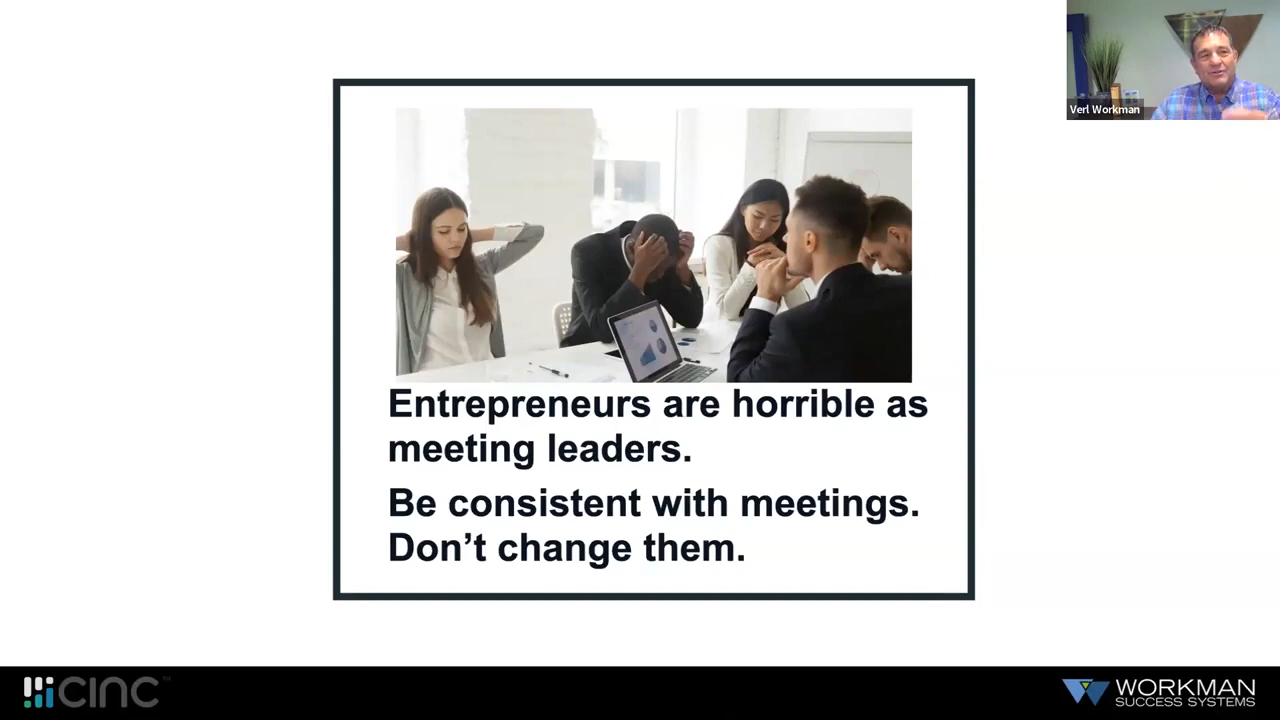 Verl Workman
Entrepreneurs are horrible as
meeting leaders.
Be consistent with meetings.
Don’t change them.
CINC
WORKMAN
SUCCESS SYSTEMS